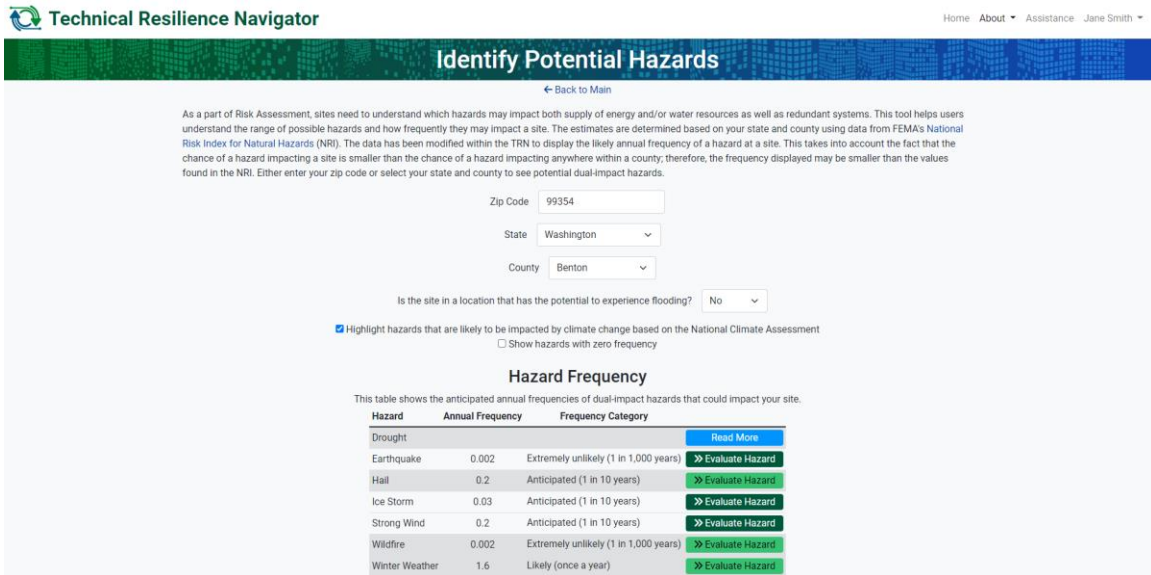 Technical Resilience Navigator
Home About Assistance Jane Smith
Identify Potential Hazards
← Back to Main
As a part of Risk Assessment, sites need to understand which hazards may impact both supply of energy and/or water resources as well as redundant systems. This tool helps users
understand the range of possible hazards and how frequently they may impact a site. The estimates are determined based on your state and county using data from FEMA's National
Risk Index for Natural Hazards (NRI). The data has been modified within the TRN to display the likely annual frequency of a hazard at a site. This takes into account the fact that the
chance of a hazard impacting a site is smaller than the chance of a hazard impacting anywhere within a county; therefore, the frequency displayed may be smaller than the values
found in the NRI. Either enter your zip code or select your state and county to see potential dual-impact hazards.
Zip Code 99354
State Washington
County Benton
Is the site in a location that has the potential to experience flooding? No
Highlight hazards that are likely to be impacted by climate change based on the National Climate Assessment
Show hazards with zero frequency
Hazard Frequency
This table shows the anticipated annual frequencies of dual-impact hazards that could impact your site.
Hazard Annual Frequency Frequency Category
Drought Read More
Earthquake 0.002 Extremely unlikely (1 in 1,000 years) » Evaluate Hazard
Hail 0.2 Anticipated (1 in 10 years) » Evaluate Hazard
Ice Storm 0.03 Anticipated (1 in 10 years) » Evaluate Hazard
Strong Wind 0.2 Anticipated (1 in 10 years) » Evaluate Hazard
Wildfire 0.002 Extremely unlikely (1 in 1,000 years) » Evaluate Hazard
Winter Weather 1.6 Likely (once a year) » Evaluate Hazard